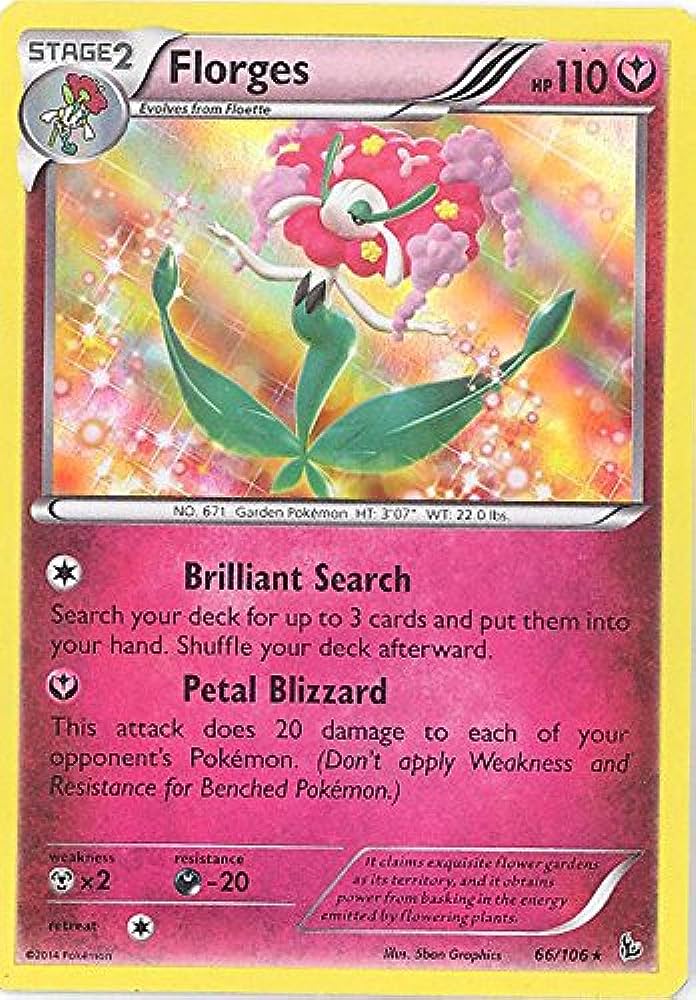 STAGE2
Florges
HP 110
Evolves from Floette
NO. 671 Garden Pokémon HT: 3'07" WT: 22.0 lbs.
Brilliant Search
Search your deck for up to 3 cards and put them into
your hand. Shuffle your deck afterward.
Petal Blizzard
This attack does 20 damage to each of your
opponent's Pokémon. (Don't apply Weakness and
Resistance for Benched Pokémon.)
weakness
×2
resistance
-20
retreat
It claims exquisite flower gardens
as its territory, and it obtains
power from basking in the energy
emitted by flowering plants.
©2014 Pokémon
Illus. 5ban Graphics
66/106 ★